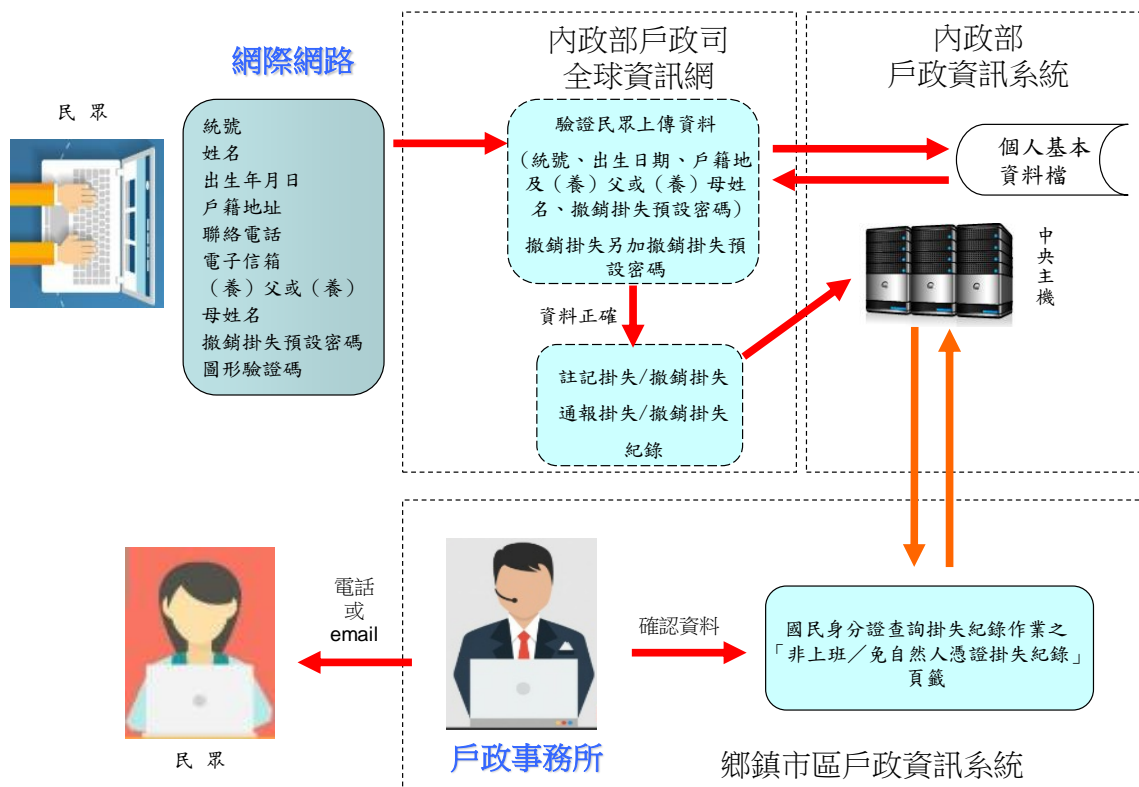 民 眾
網際網路
統號
姓名
出生年月日
戶籍地址
聯絡電話
電子信箱
（養）父或（養）
母姓名
撤銷掛失預設密碼
圖形驗證碼
內政部戶政司
全球資訊網
驗證民眾上傳資料
（統號、出生日期、戶籍地
及（養）父或（養）母姓
名、撤銷掛失預設密碼）
撤銷掛失另加撤銷掛失預
設密碼
資料正確
註記掛失/撤銷掛失
通報掛失/撤銷掛失
紀錄
內政部
戶政資訊系統
個人基本
資料檔
中央主機
民 眾
電話
或
email
戶政事務所
確認資料
國民身分證查詢掛失紀錄作業之
「非上班／免自然人憑證掛失紀錄」
頁籤
鄉鎮市區戶政資訊系統